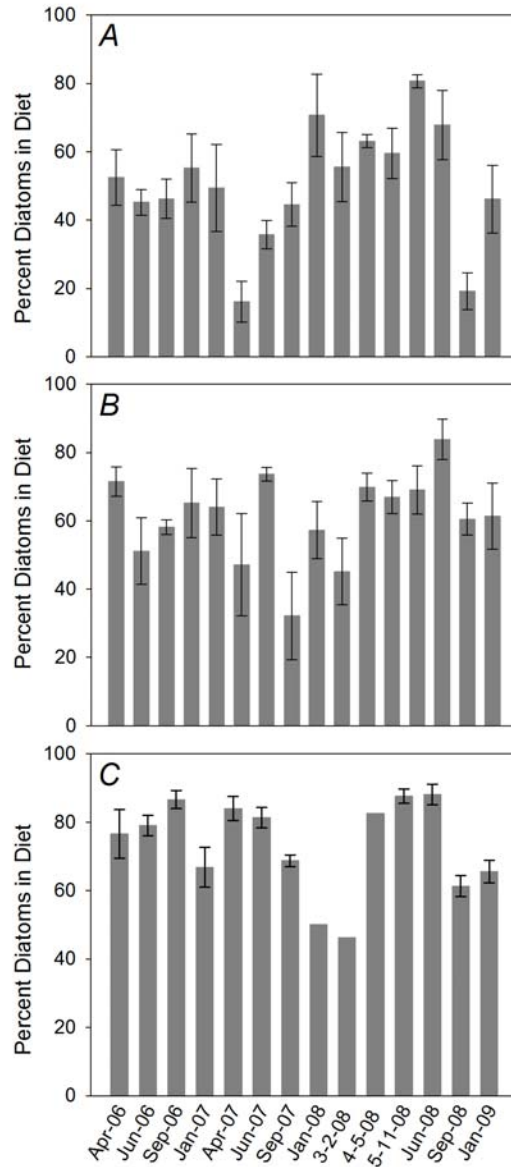 A
100
80
60
40
20
0
Percent Diatoms in Diet
B
100
80
60
40
20
0
Percent Diatoms in Diet
C
100
80
60
40
20
0
Percent Diatoms in Diet
Apr-06
Jun-06
Sep-06
Jan-07
Apr-07
Jun-07
Sep-07
Jan-08
3-2-08
4-5-08
5-11-08
Jun-08
Sep-08
Jan-09